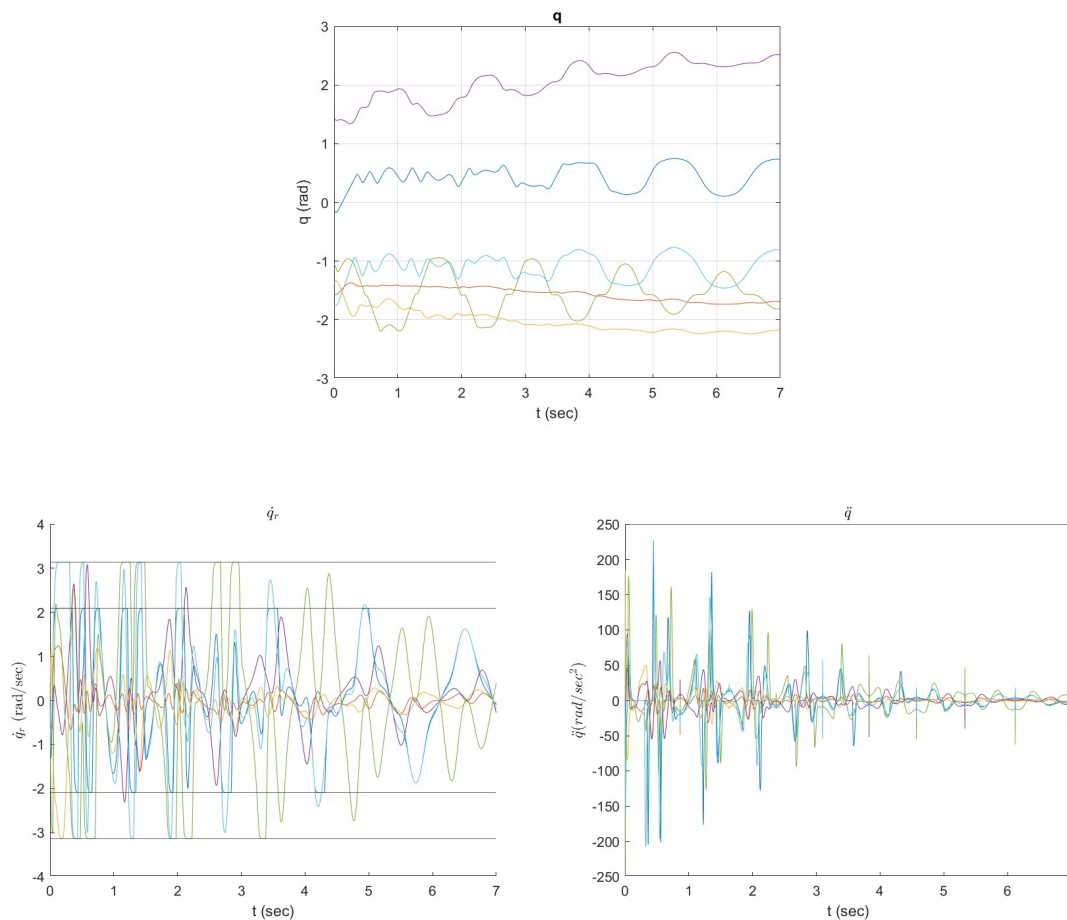 q
3
2
1
0
-1
-2
-3
q (rad)
0 1 2 3 4 5 6 7
t (sec)
q̇ᵣ
4
3
2
1
0
-1
-2
-3
-4
q̇ᵣ (rad/sec)
0 1 2 3 4 5 6 7
t (sec)
q̈
250
200
150
100
50
0
-50
-100
-150
-200
-250
q̈(rad/sec²)
0 1 2 3 4 5 6
t (sec)